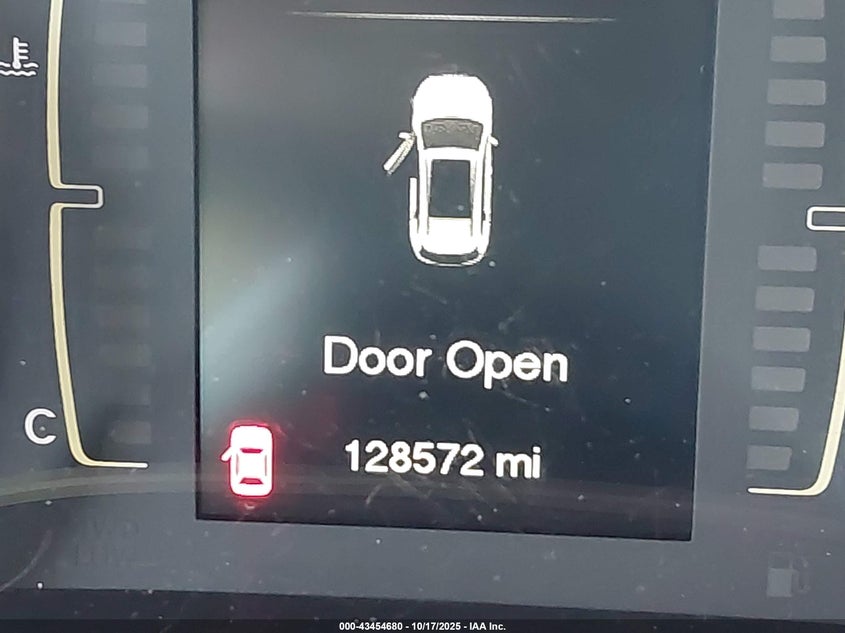 Door Open
C
128572 mi
000-43454680 - 10/17/2025 - IAA Inc.